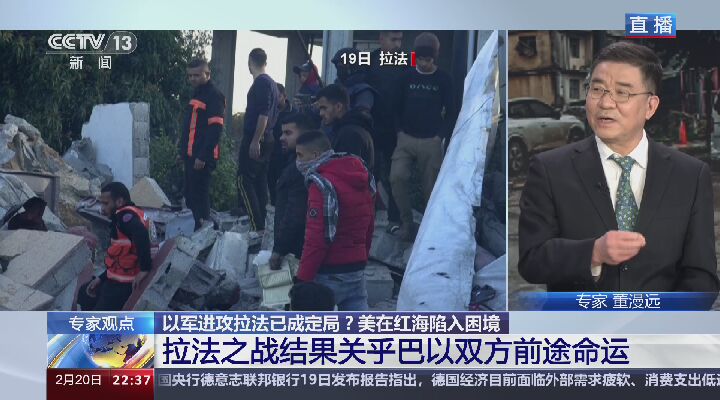 CCTV 13
新闻
19日 拉法
直播
专家 董漫远
专家观点
以军进攻拉法已成定局？美在红海陷入困境
拉法之战结果关乎巴以双方前途命运
2月20日 22:37 国央行德意志联邦银行19日发布报告指出，德国经济目前面临外部需求疲软、消费支出低迷